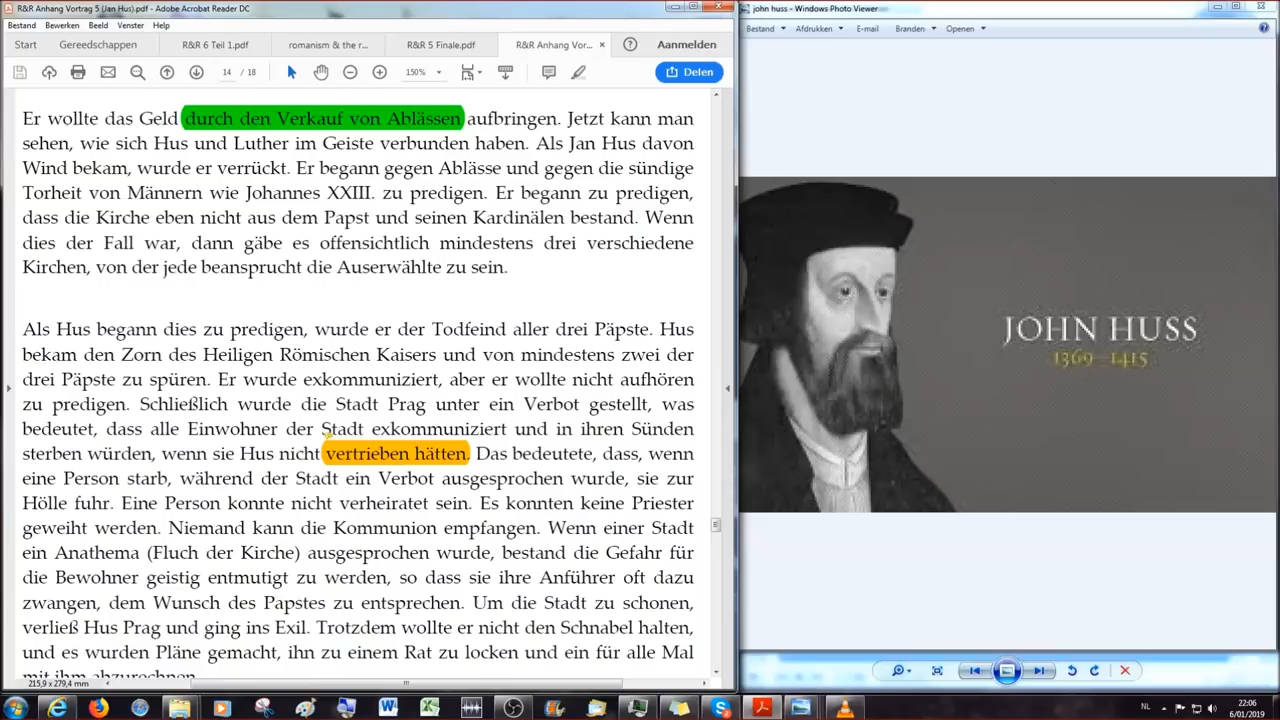 R&R Anhang Vortrag 5 (Jan Hus).pdf - Adobe Acrobat Reader DC
Bestand Bewerken Beeld Venster Help
Start Gereedschappen R&R 6 Teil 1.pdf romanism & the r... R&R 5 Finale.pdf R&R Anhang Vor... × Aanmelden
14 / 18 150% Delen
Er wollte das Geld durch den Verkauf von Ablässen aufbringen. Jetzt kann man
sehen, wie sich Hus und Luther im Geiste verbunden haben. Als Jan Hus davon
Wind bekam, wurde er verrückt. Er begann gegen Ablässe und gegen die sündige
Torheit von Männern wie Johannes XXIII. zu predigen. Er begann zu predigen,
dass die Kirche eben nicht aus dem Papst und seinen Kardinälen bestand. Wenn
dies der Fall war, dann gäbe es offensichtlich mindestens drei verschiedene
Kirchen, von der jede beansprucht die Auserwählte zu sein.
Als Hus begann dies zu predigen, wurde er der Todfeind aller drei Päpste. Hus
bekam den Zorn des Heiligen Römischen Kaisers und von mindestens zwei der
drei Päpste zu spüren. Er wurde exkommuniziert, aber er wollte nicht aufhören
zu predigen. Schließlich wurde die Stadt Prag unter ein Verbot gestellt, was
bedeutet, dass alle Einwohner der Stadt exkommuniziert und in ihren Sünden
sterben würden, wenn sie Hus nicht vertrieben hätten. Das bedeutete, dass, wenn
eine Person starb, während der Stadt ein Verbot ausgesprochen wurde, sie zur
Hölle fuhr. Eine Person konnte nicht verheiratet sein. Es konnten keine Priester
geweiht werden. Niemand kann die Kommunion empfangen. Wenn einer Stadt
ein Anathema (Fluch der Kirche) ausgesprochen wurde, bestand die Gefahr für
die Bewohner geistig entmutigt zu werden, so dass sie ihre Anführer oft dazu
zwangen, dem Wunsch des Papstes zu entsprechen. Um die Stadt zu schonen,
verließ Hus Prag und ging ins Exil. Trotzdem wollte er nicht den Schnabel halten,
und es wurden Pläne gemacht, ihn zu einem Rat zu locken und ein für alle Mal
mit ihm abzurechnen.
215,9 x 279,4 mm
john huss - Windows Photo Viewer
Bestand Afdrukken E-mail Branden Openen
JOHN HUSS
1369 - 1415
NL 22:06
6/01/2019